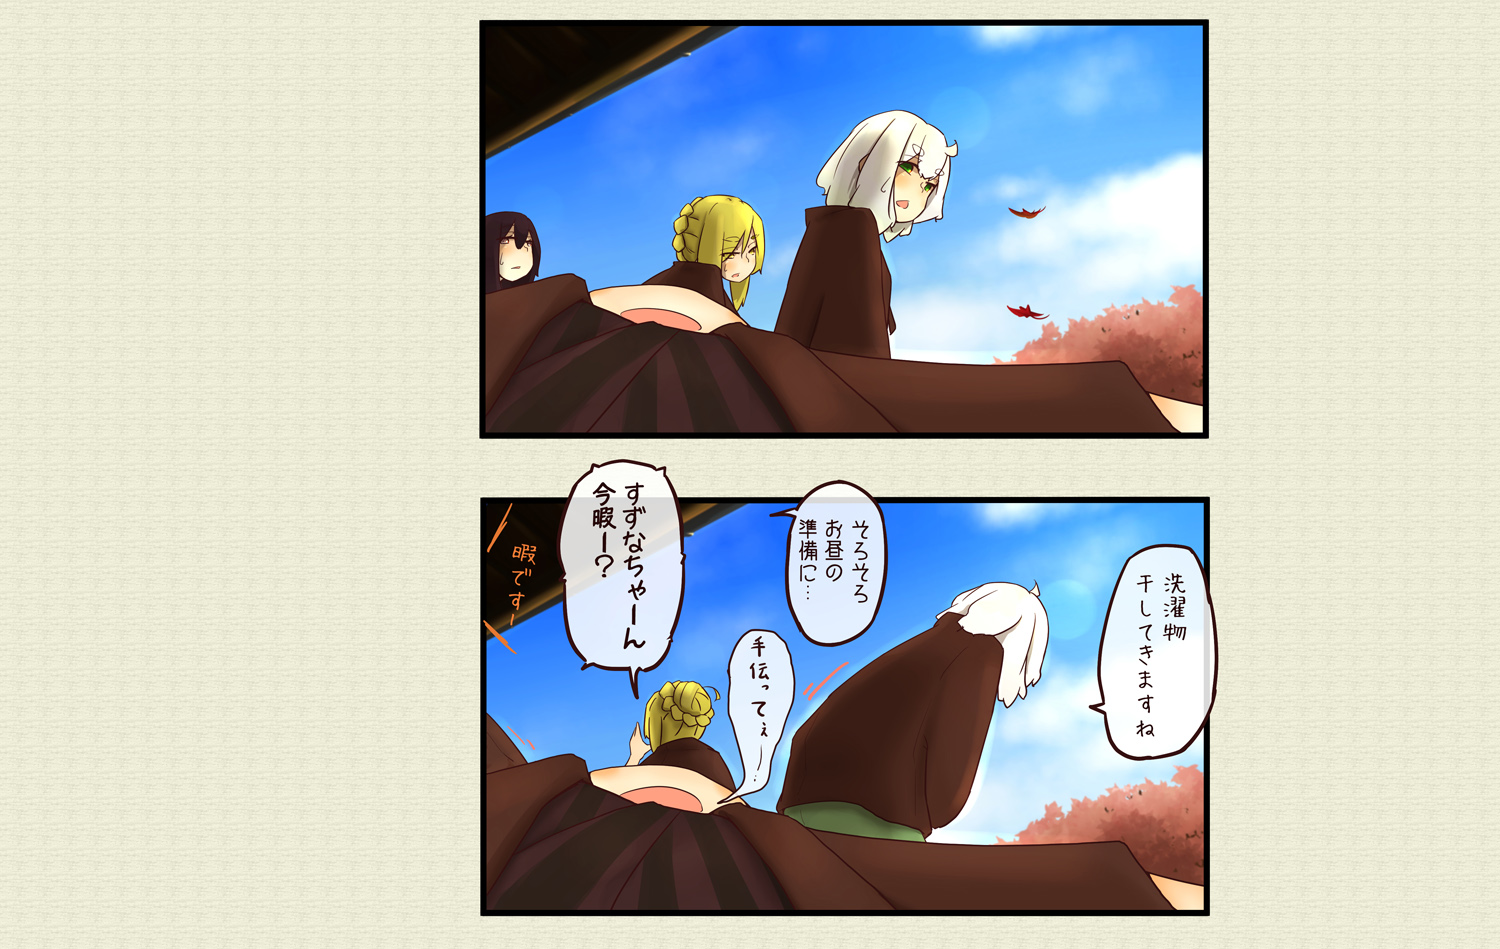 洗濯物
干してきますね
そろそろ
お昼の
準備に…
手伝ってぇ
すずなちゃーん
今暇ー？
暇ですー